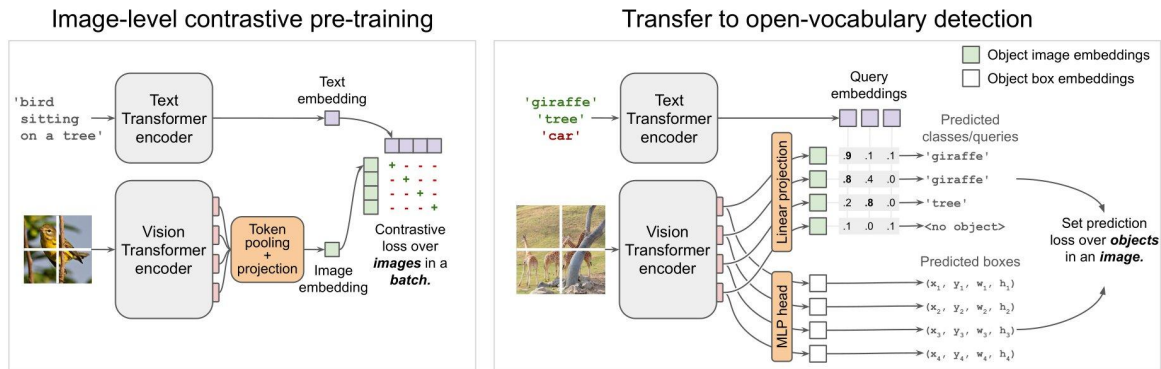 Image-level contrastive pre-training
'bird
sitting
on a tree'
Text
Transformer
encoder
Text
embedding
Vision
Transformer
encoder
Token
pooling
+
projection
Image
embedding
+ - - -
- + - -
- - + -
- - - +
Contrastive
loss over
images in a
batch.
Transfer to open-vocabulary detection
Object image embeddings
Object box embeddings
'giraffe'
'tree'
'car'
Text
Transformer
encoder
Query
embeddings
Predicted
classes/queries
Vision
Transformer
encoder
Linear projection
.9 .1 .1 'giraffe'
.8 .4 .0 'giraffe'
.2 .8 .0 'tree'
.1 .0 .1 <no object>
Set prediction
loss over objects
in an image.
Predicted boxes
MLP head
(x₁, y₁, w₁, h₁)
(x₂, y₂, w₂, h₂)
(x₃, y₃, w₃, h₃)
(x₄, y₄, w₄, h₄)